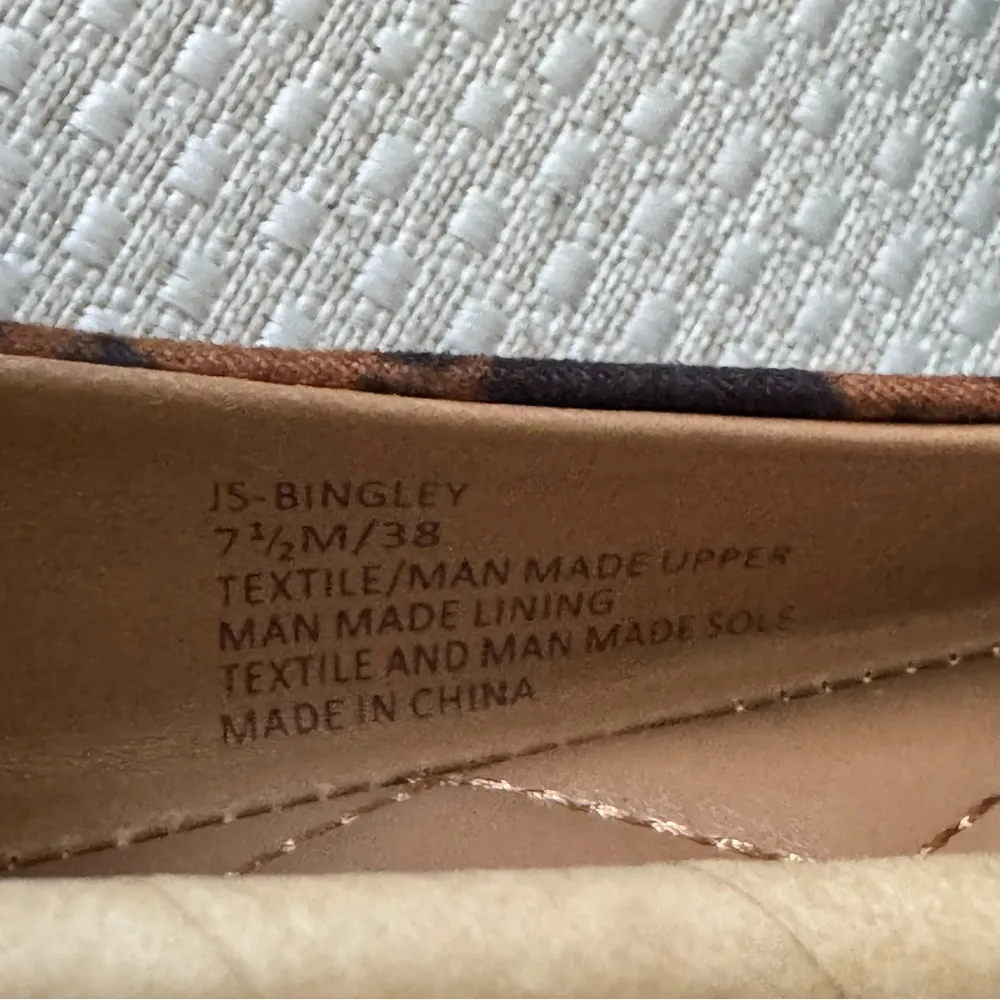 JS-BINGLEY
7½M/38
TEXTILE/MAN MADE UPPER
MAN MADE LINING
TEXTILE AND MAN MADE SOLE
MADE IN CHINA